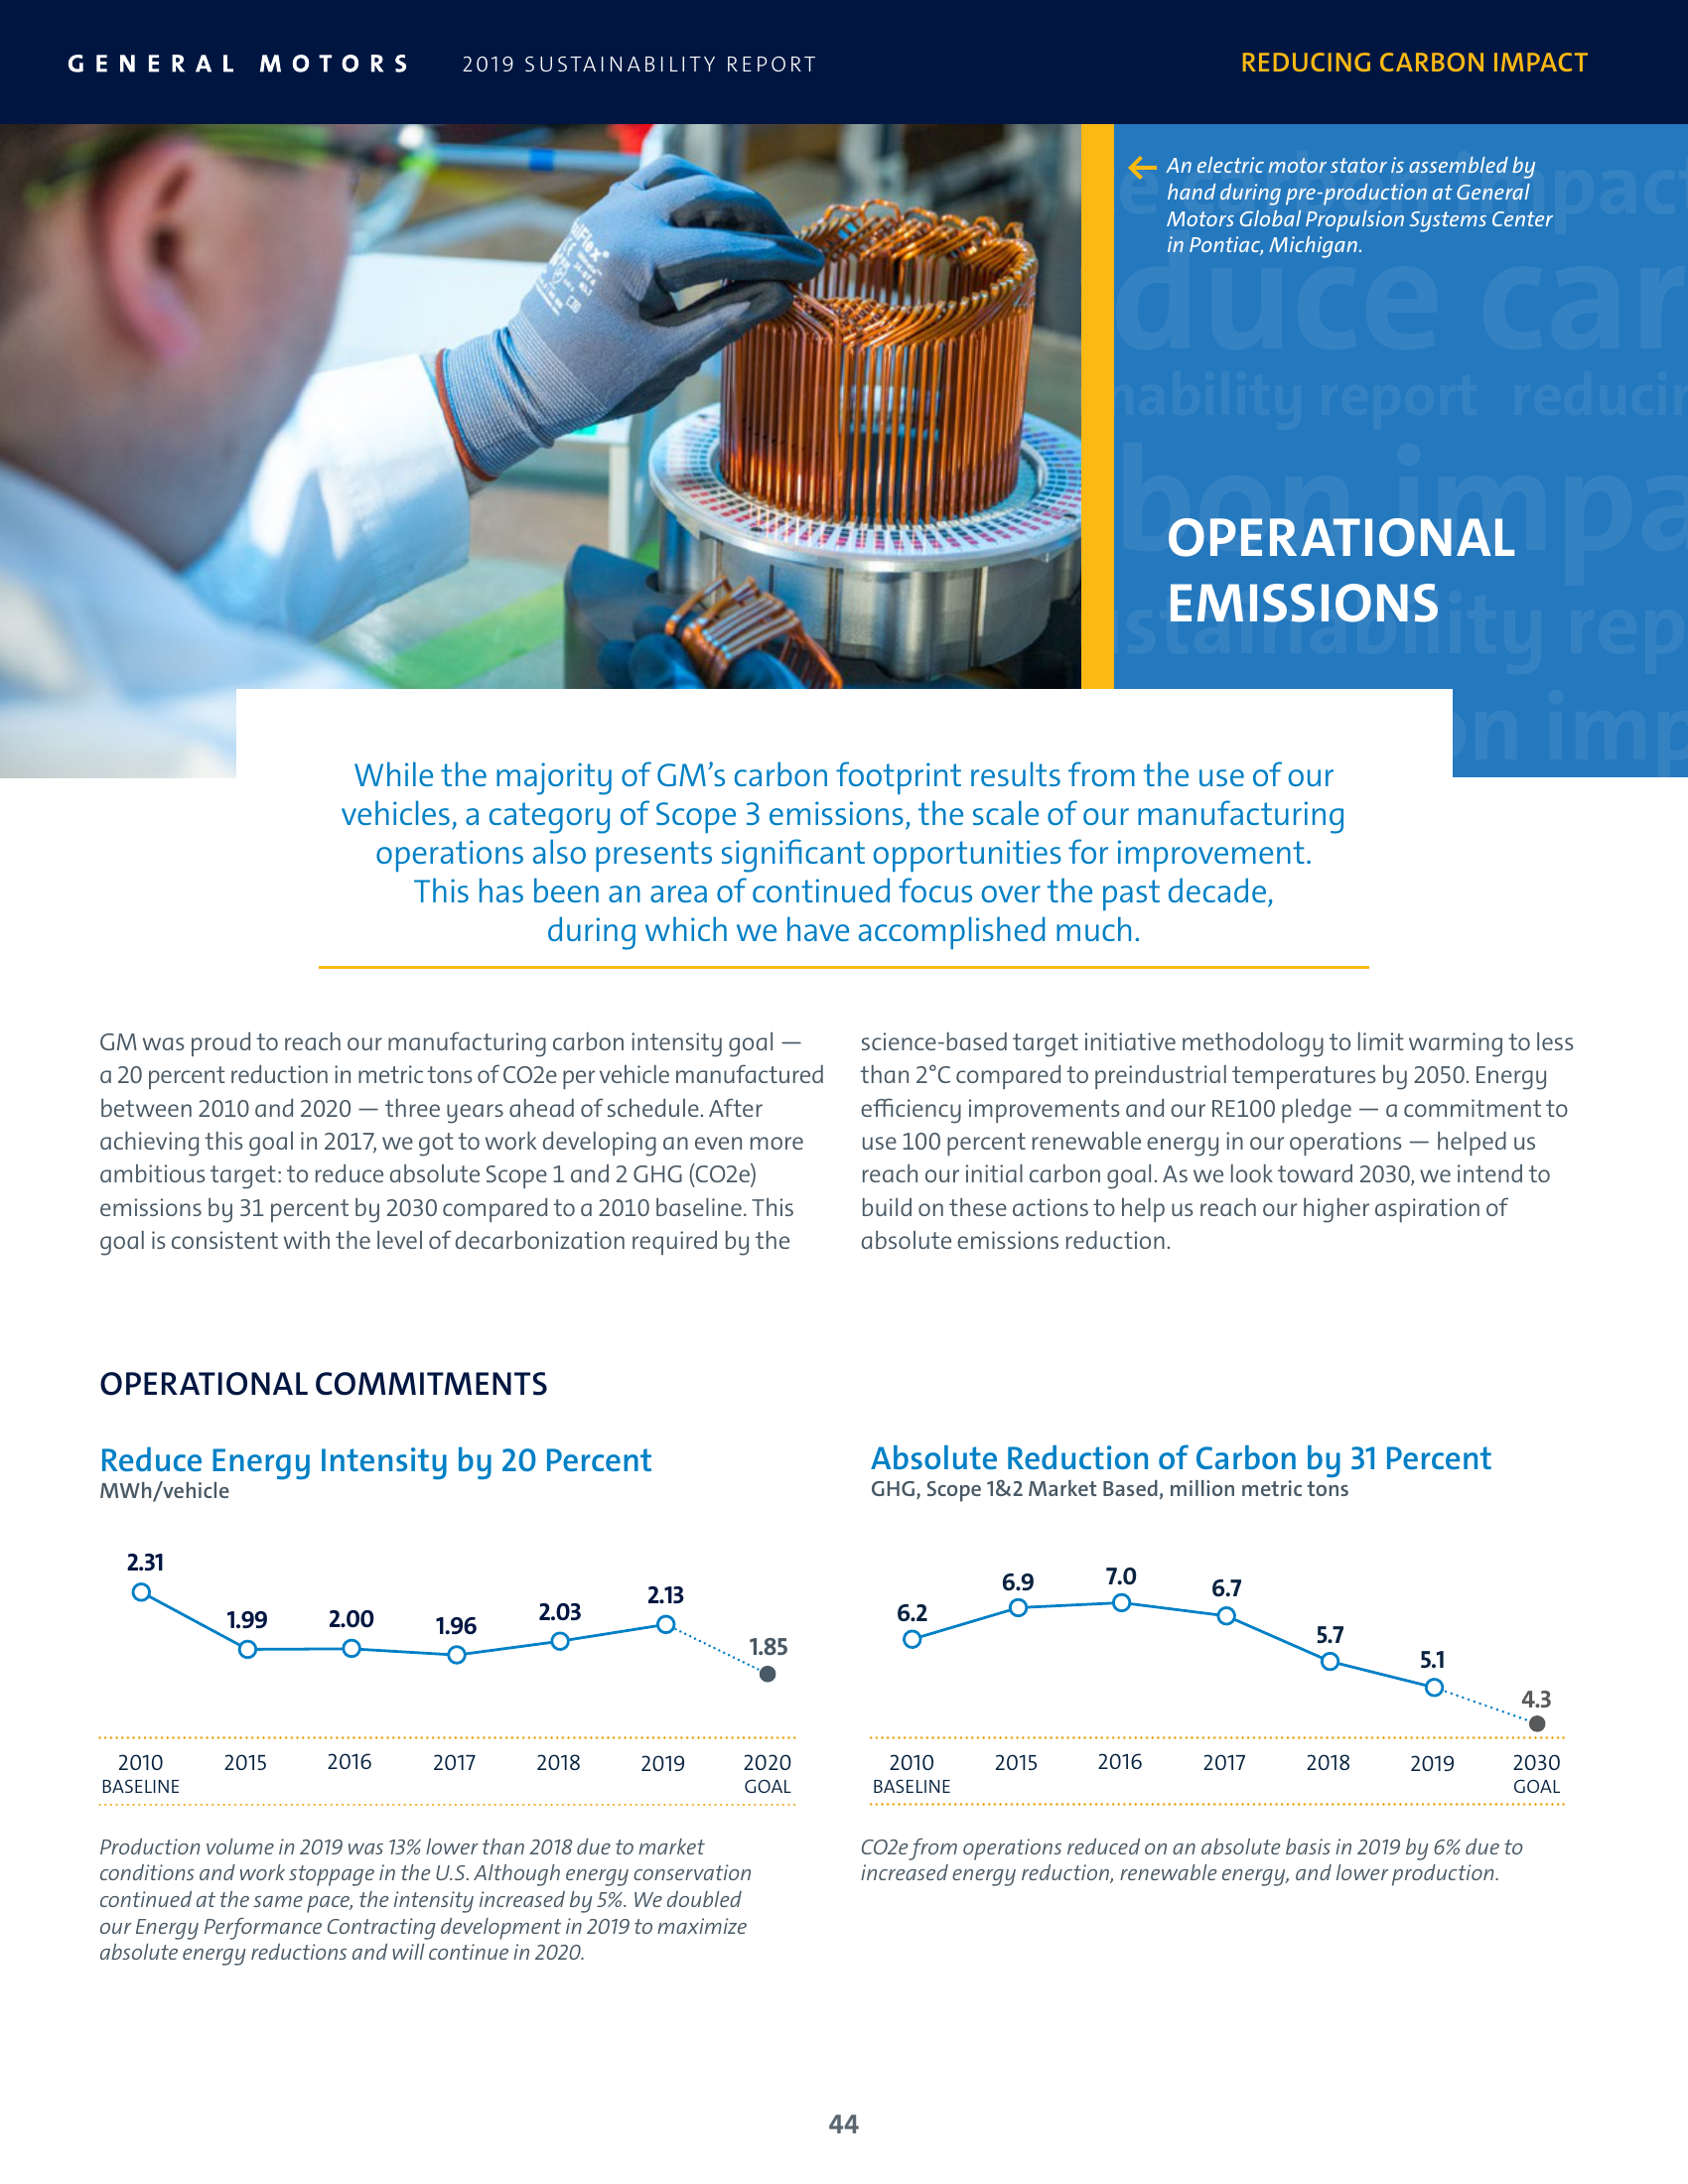 GENERAL MOTORS 2019 SUSTAINABILITY REPORT
REDUCING CARBON IMPACT
An electric motor stator is assembled by
hand during pre-production at General
Motors Global Propulsion Systems Center
in Pontiac, Michigan.
duce car
nability report reducin
bon impa
OPERATIONAL
EMISSIONS
stainability rep
on imp
While the majority of GM’s carbon footprint results from the use of our
vehicles, a category of Scope 3 emissions, the scale of our manufacturing
operations also presents significant opportunities for improvement.
This has been an area of continued focus over the past decade,
during which we have accomplished much.
GM was proud to reach our manufacturing carbon intensity goal —
a 20 percent reduction in metric tons of CO2e per vehicle manufactured
between 2010 and 2020 — three years ahead of schedule. After
achieving this goal in 2017, we got to work developing an even more
ambitious target: to reduce absolute Scope 1 and 2 GHG (CO2e)
emissions by 31 percent by 2030 compared to a 2010 baseline. This
goal is consistent with the level of decarbonization required by the
science-based target initiative methodology to limit warming to less
than 2°C compared to preindustrial temperatures by 2050. Energy
efficiency improvements and our RE100 pledge — a commitment to
use 100 percent renewable energy in our operations — helped us
reach our initial carbon goal. As we look toward 2030, we intend to
build on these actions to help us reach our higher aspiration of
absolute emissions reduction.
OPERATIONAL COMMITMENTS
Reduce Energy Intensity by 20 Percent
MWh/vehicle
2.31
1.99
2.00
1.96
2.03
2.13
1.85
2010 2015 2016 2017 2018 2019 2020
BASELINE GOAL
Production volume in 2019 was 13% lower than 2018 due to market
conditions and work stoppage in the U.S. Although energy conservation
continued at the same pace, the intensity increased by 5%. We doubled
our Energy Performance Contracting development in 2019 to maximize
absolute energy reductions and will continue in 2020.
Absolute Reduction of Carbon by 31 Percent
GHG, Scope 1&2 Market Based, million metric tons
6.2
6.9
7.0
6.7
5.7
5.1
4.3
2010 2015 2016 2017 2018 2019 2030
BASELINE GOAL
CO2e from operations reduced on an absolute basis in 2019 by 6% due to
increased energy reduction, renewable energy, and lower production.
44